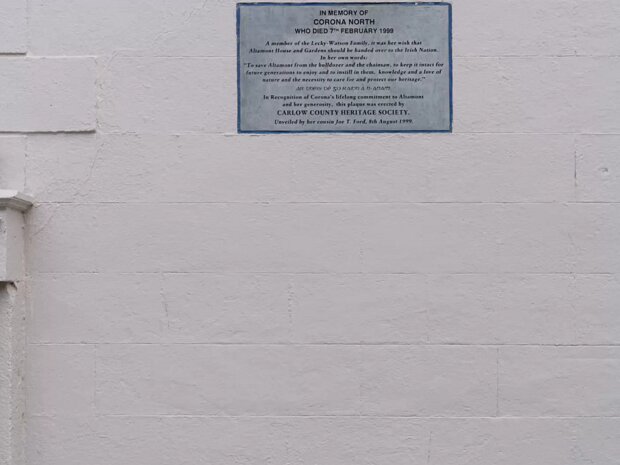 IN MEMORY OF
CORONA NORTH
WHO DIED 7TH FEBRUARY 1999
A member of the Lecky-Watson Family, it was her wish that
Altamont House and Gardens should be handed over to the Irish Nation.
In her own words:
"To save Altamont from the bulldozer and the chainsaw, to keep it intact for
future generations to enjoy and to instill in them, knowledge and a love of
nature and the necessity to care for and protect our heritage."
In Recognition of Corona's lifelong commitment to Altamont
and her generosity, this plaque was erected by
CARLOW COUNTY HERITAGE SOCIETY.
Unveiled by her cousin Joe T. Ford, 8th August 1999.